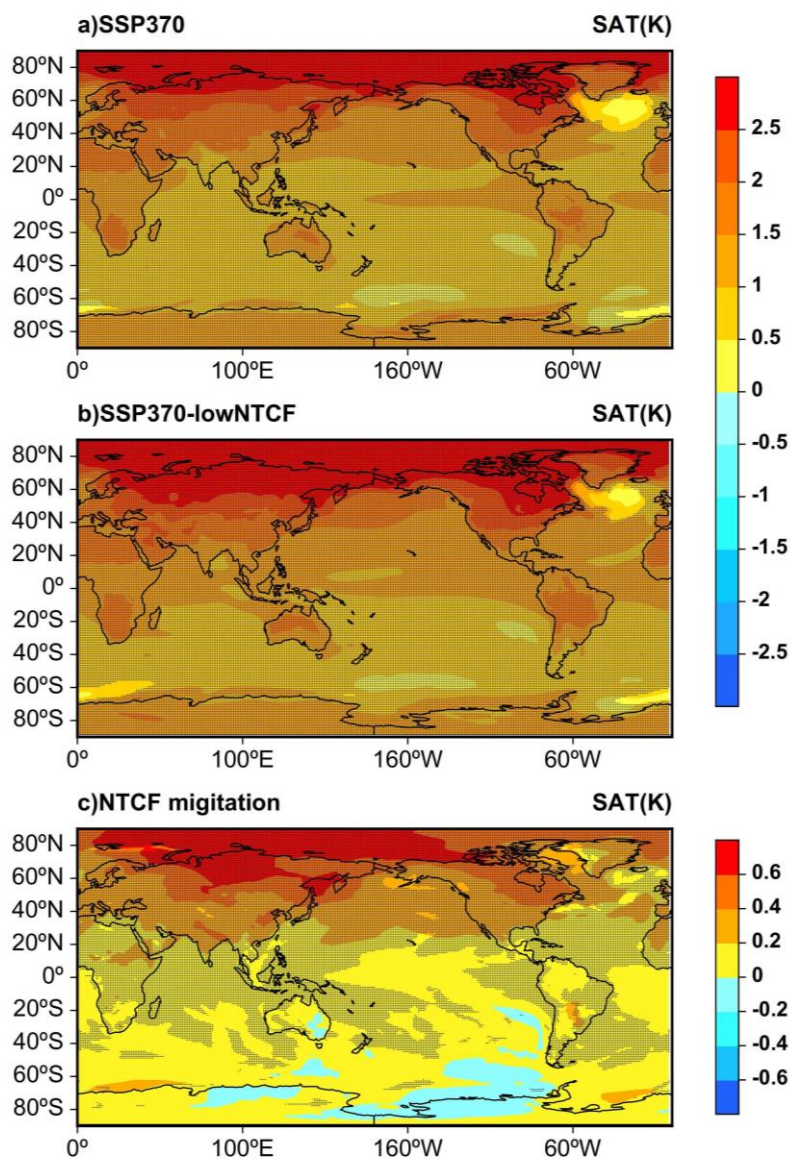 a)SSP370 SAT(K)
80ºN
60ºN
40ºN
20ºN
0º
20ºS
40ºS
60ºS
80ºS
0º 100ºE 160ºW 60ºW
2.5
2
1.5
1
0.5
0
-0.5
-1
-1.5
-2
-2.5
b)SSP370-lowNTCF SAT(K)
80ºN
60ºN
40ºN
20ºN
0º
20ºS
40ºS
60ºS
80ºS
0º 100ºE 160ºW 60ºW
c)NTCF migitation SAT(K)
80ºN
60ºN
40ºN
20ºN
0º
20ºS
40ºS
60ºS
80ºS
0º 100ºE 160ºW 60ºW
0.6
0.4
0.2
0
-0.2
-0.4
-0.6